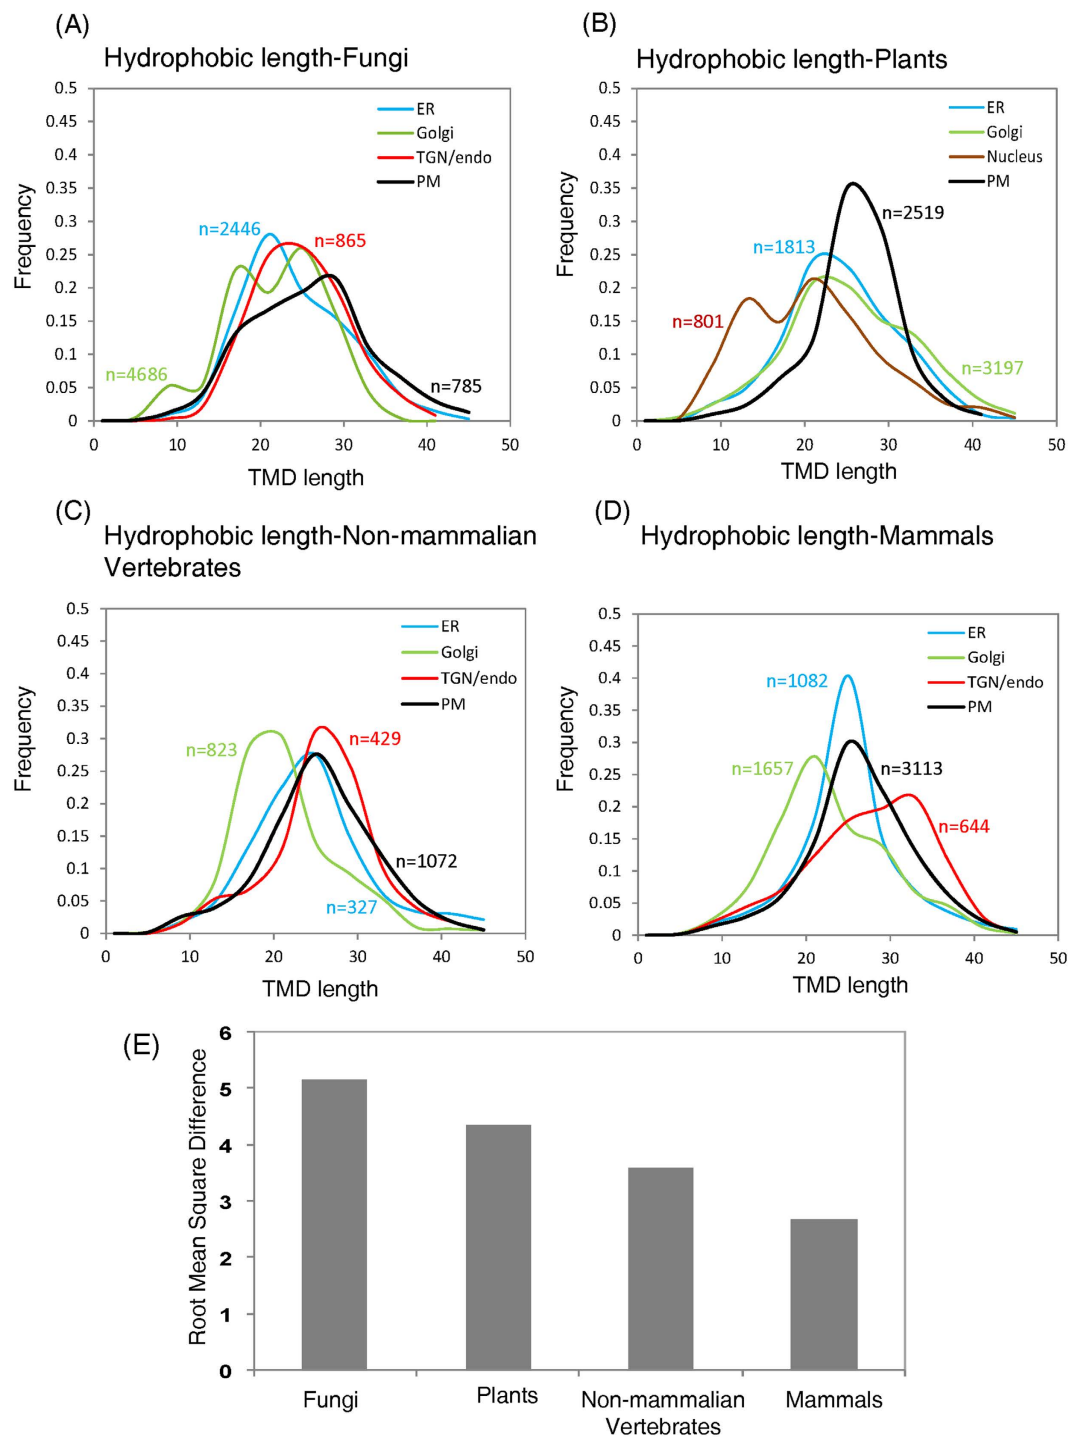 (A)
Hydrophobic length-Fungi
0.5
0.45
0.4
0.35
0.3
0.25
0.2
0.15
0.1
0.05
0
Frequency
ER
Golgi
TGN/endo
PM
n=2446
n=865
n=4686
n=785
0
10
20
30
40
50
TMD length
(B)
Hydrophobic length-Plants
0.5
0.45
0.4
0.35
0.3
0.25
0.2
0.15
0.1
0.05
0
Frequency
ER
Golgi
Nucleus
PM
n=2519
n=1813
n=801
n=3197
0
10
20
30
40
50
TMD length
(C)
Hydrophobic length-Non-mammalian
Vertebrates
0.5
0.45
0.4
0.35
0.3
0.25
0.2
0.15
0.1
0.05
0
Frequency
ER
Golgi
TGN/endo
PM
n=823
n=429
n=1072
n=327
0
10
20
30
40
50
TMD length
(D)
Hydrophobic length-Mammals
0.5
0.45
0.4
0.35
0.3
0.25
0.2
0.15
0.1
0.05
0
Frequency
ER
Golgi
TGN/endo
PM
n=1082
n=1657
n=3113
n=644
0
10
20
30
40
50
TMD length
(E)
6
5
4
3
2
1
0
Root Mean Square Difference
Fungi
Plants
Non-mammalian
Vertebrates
Mammals